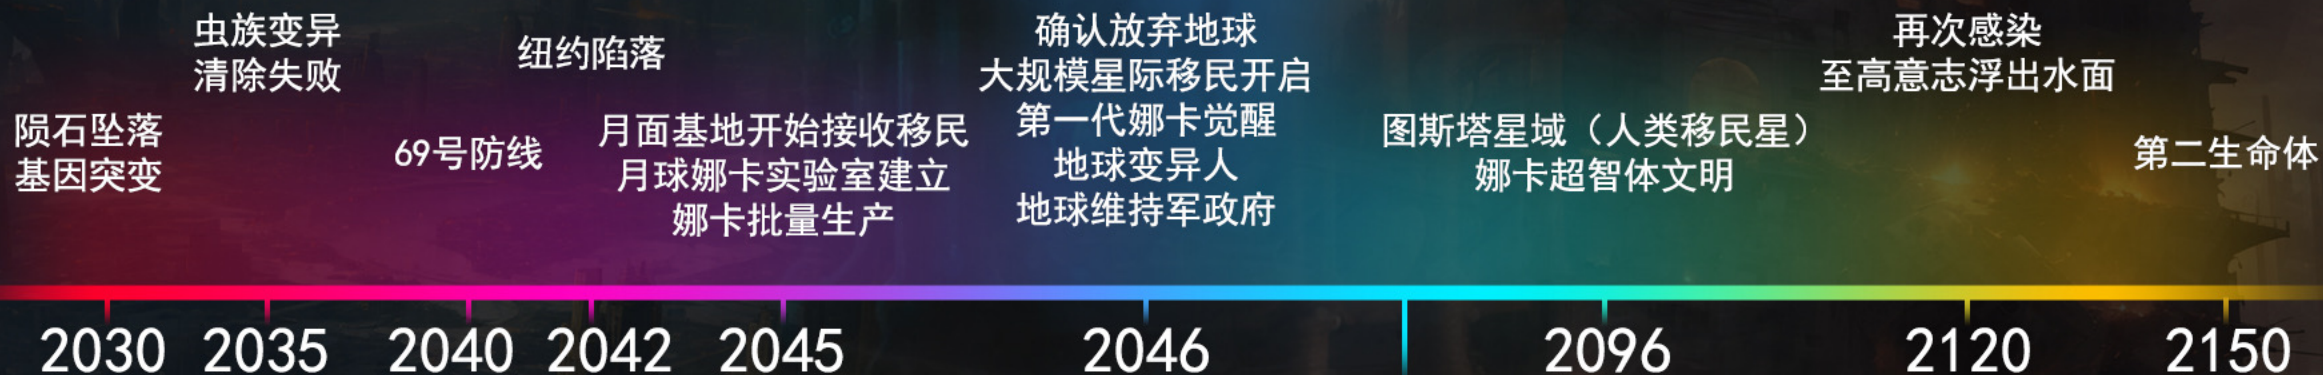 陨石坠落
基因突变
虫族变异
清除失败
69号防线
纽约陷落
月面基地开始接收移民
月球娜卡实验室建立
娜卡批量生产
确认放弃地球
大规模星际移民开启
第一代娜卡觉醒
地球变异人
地球维持军政府
图斯塔星域（人类移民星）
娜卡超智体文明
再次感染
至高意志浮出水面
第二生命体
2030
2035
2040
2042
2045
2046
2096
2120
2150